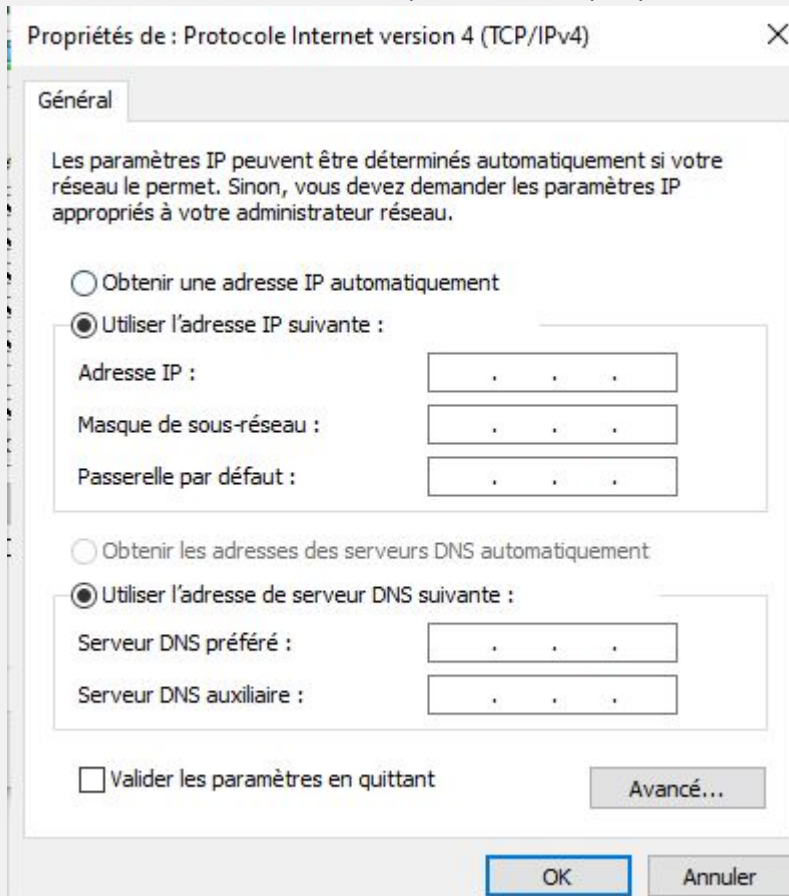 Propriétés de : Protocole Internet version 4 (TCP/IPv4)
Général
Les paramètres IP peuvent être déterminés automatiquement si votre
réseau le permet. Sinon, vous devez demander les paramètres IP
appropriés à votre administrateur réseau.
Obtenir une adresse IP automatiquement
Utiliser l’adresse IP suivante :
Adresse IP : . . .
Masque de sous-réseau : . . .
Passerelle par défaut : . . .
Obtenir les adresses des serveurs DNS automatiquement
Utiliser l’adresse de serveur DNS suivante :
Serveur DNS préféré : . . .
Serveur DNS auxiliaire : . . .
Valider les paramètres en quittant
Avancé...
OK Annuler